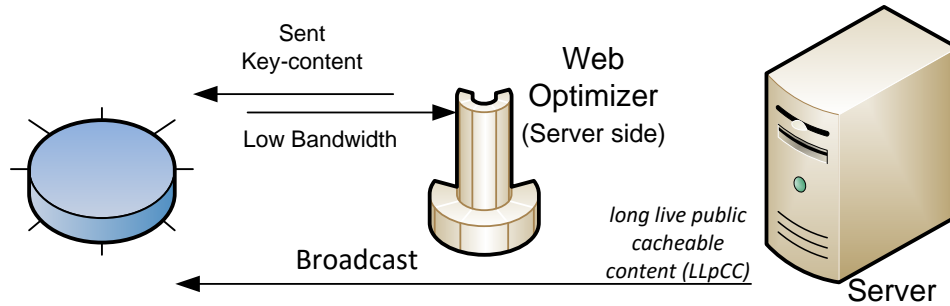 Sent
Key-content
Low Bandwidth
Web
Optimizer
(Server side)
Broadcast
long live public
cacheable
content (LLpCC)
Server